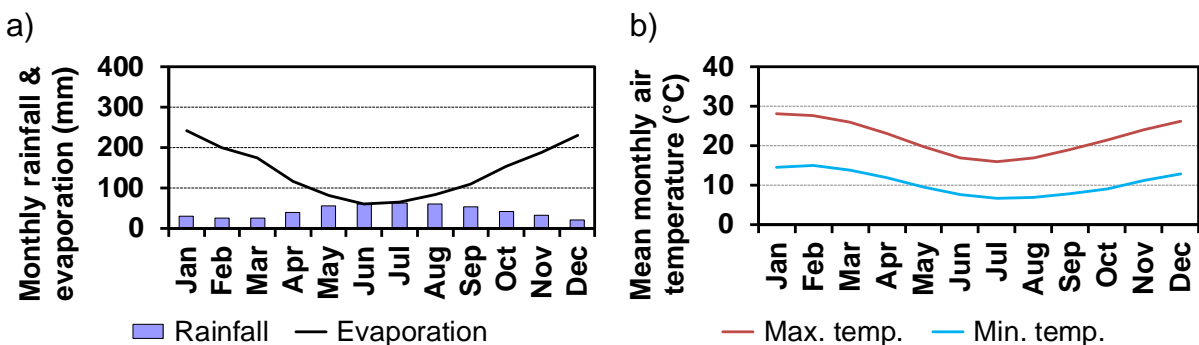 a)
Monthly rainfall &
evaporation (mm)
400
300
200
100
0
Jan
Feb
Mar
Apr
May
Jun
Jul
Aug
Sep
Oct
Nov
Dec
Rainfall
Evaporation
b)
Mean monthly air
temperature (°C)
40
30
20
10
0
Jan
Feb
Mar
Apr
May
Jun
Jul
Aug
Sep
Oct
Nov
Dec
Max. temp.
Min. temp.